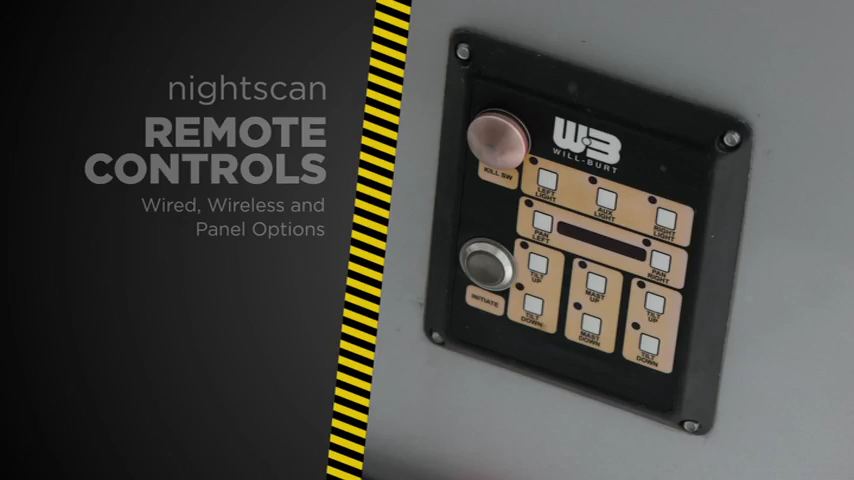 nightscan
REMOTE
CONTROLS
Wired, Wireless and
Panel Options
WB
WILL-BURT
KILL SW
LEFT
LIGHT
AUX
LIGHT
RIGHT
LIGHT
PAN
LEFT
PAN
RIGHT
INITIATE
TILT
UP
MAST
UP
TILT
UP
TILT
DOWN
MAST
DOWN
TILT
DOWN